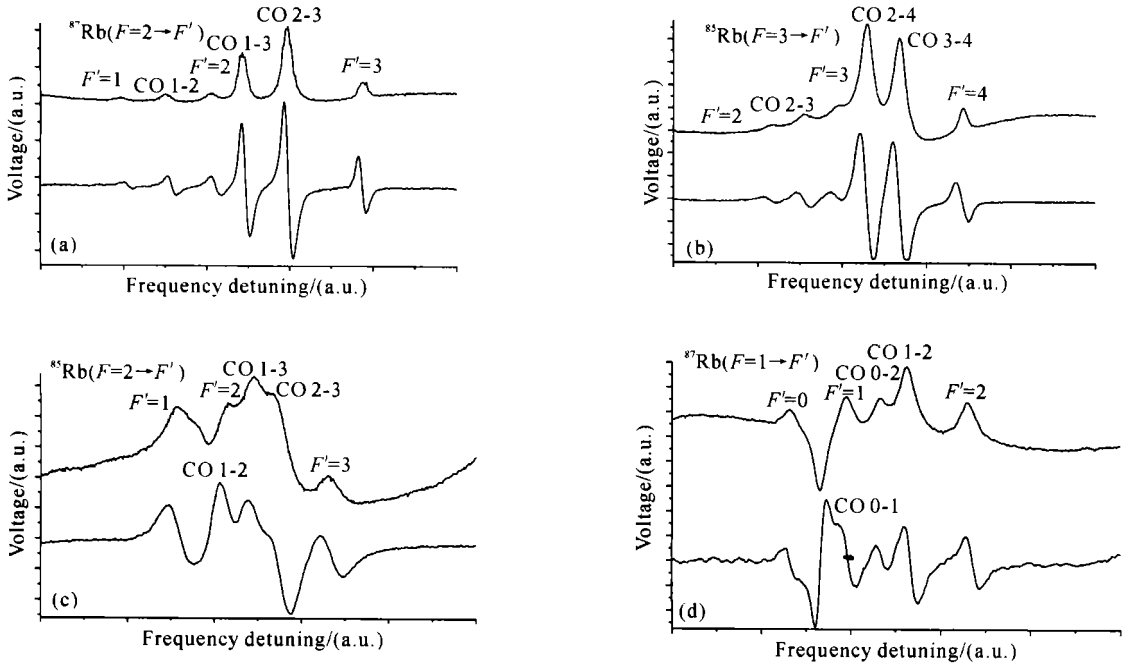 ⁸⁷Rb(F=2→F′)
CO 2-3
CO 1-3
F′=2
F′=3
F′=1
CO 1-2
Voltage/(a.u.)
(a)
Frequency detuning/(a.u.)
⁸⁵Rb(F=3→F′)
CO 2-4
CO 3-4
F′=3
F′=4
F′=2
CO 2-3
Voltage/(a.u.)
(b)
Frequency detuning/(a.u.)
⁸⁵Rb(F=2→F′)
CO 1-3
F′=2
CO 2-3
F′=1
CO 1-2
F′=3
Voltage/(a.u.)
(c)
Frequency detuning/(a.u.)
⁸⁷Rb(F=1→F′)
CO 1-2
CO 0-2
F′=0
F′=1
F′=2
CO 0-1
Voltage/(a.u.)
(d)
Frequency detuning/(a.u.)